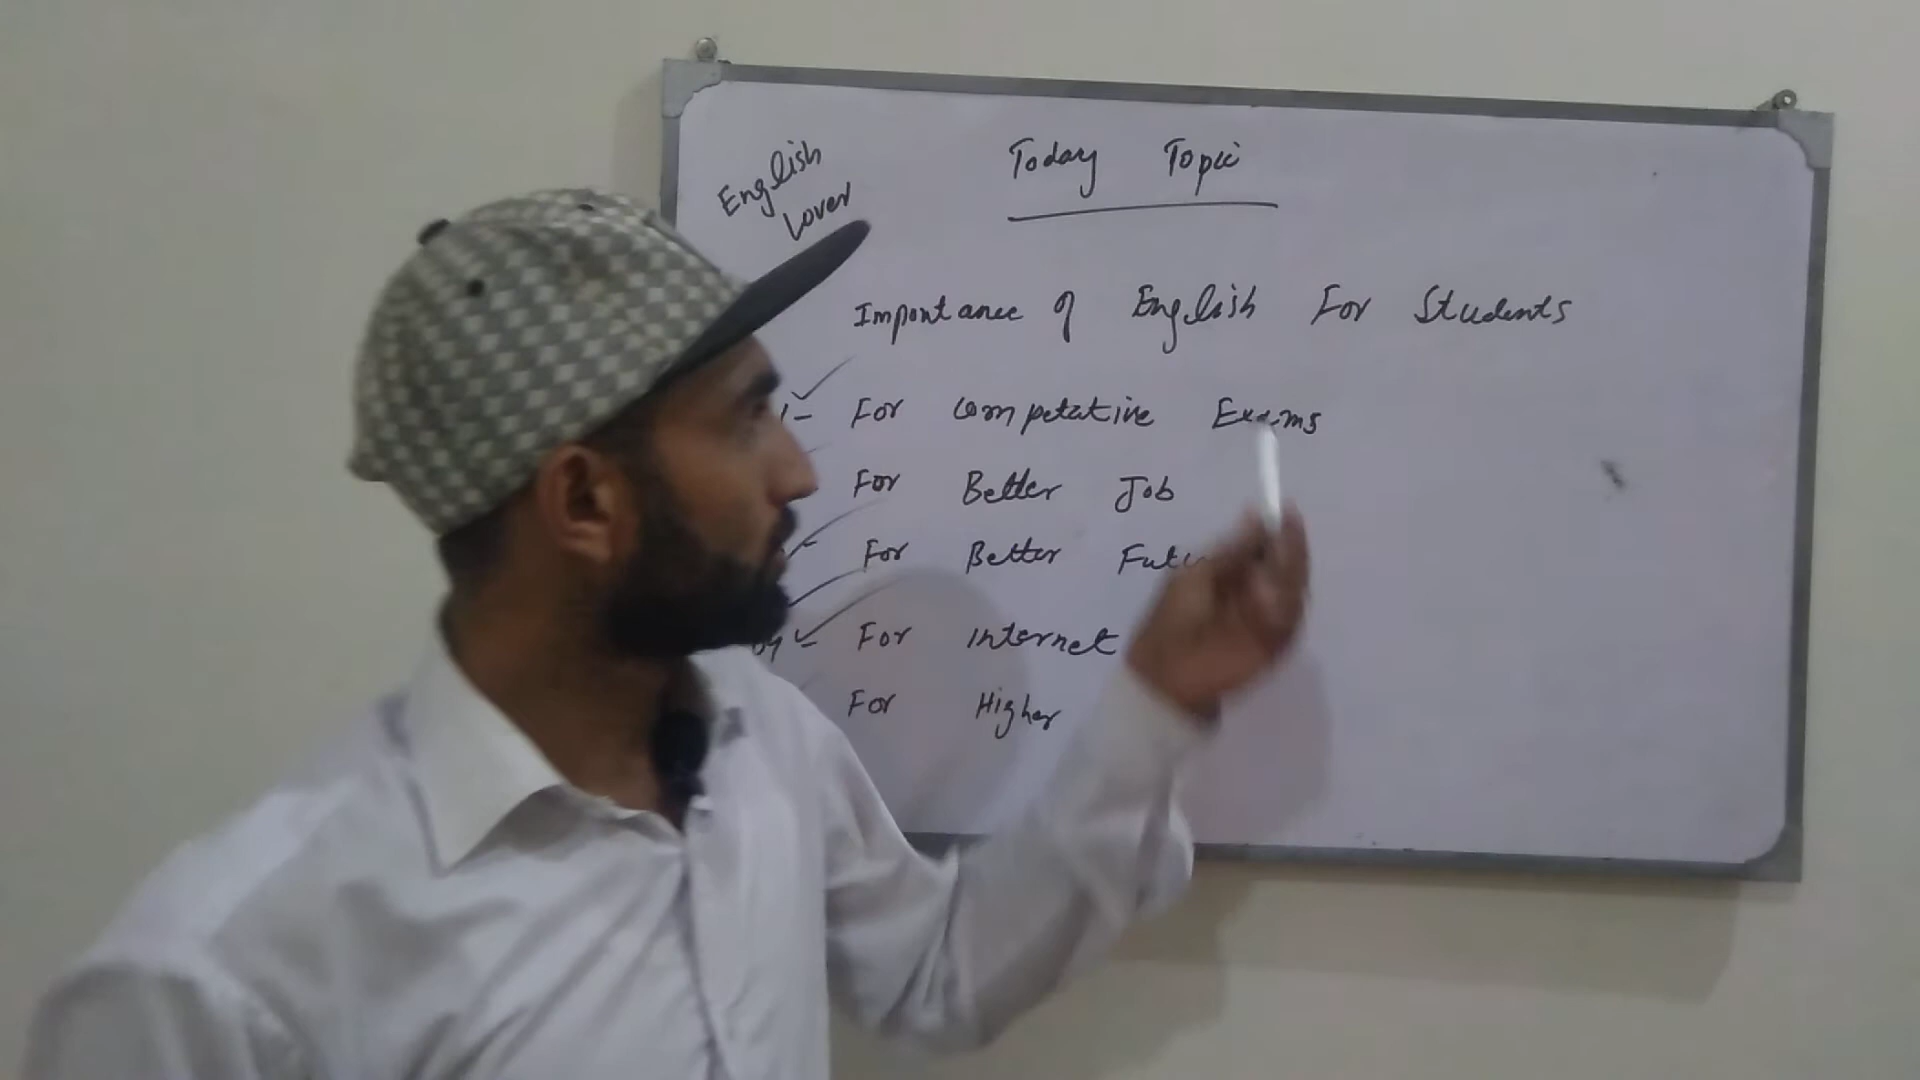 English
Lover
Today Topic
Importance of English For Students
1- For Competative Exams
For Better Job
For Better
For Internet
For Higher